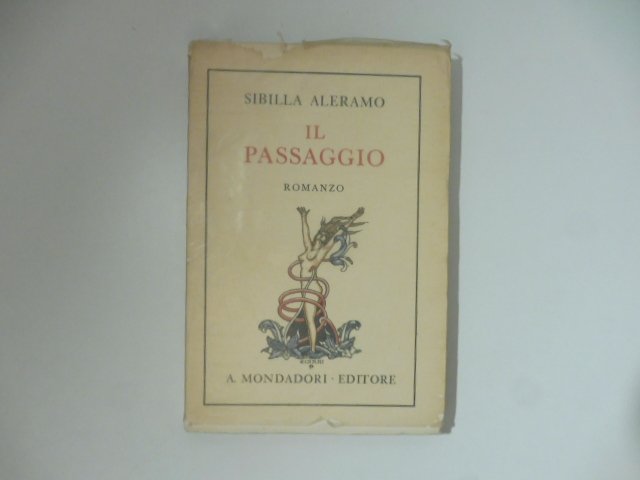 SIBILLA ALERAMO
IL
PASSAGGIO
ROMANZO
A. MONDADORI · EDITORE